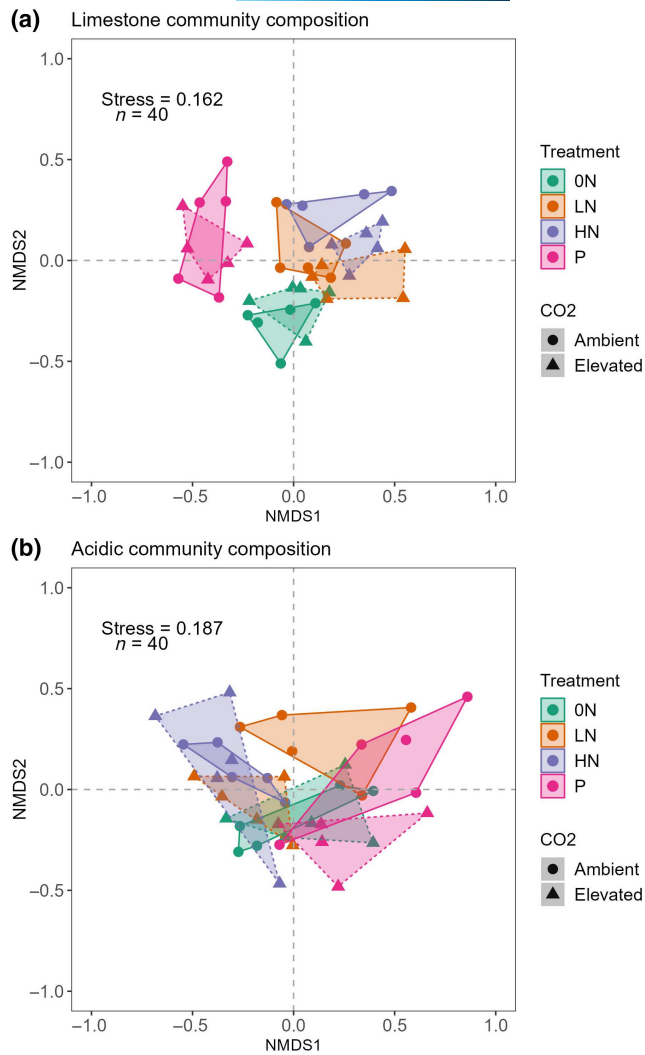 (a) Limestone community composition
1.0
Stress = 0.162
n = 40
0.5
0.0
−0.5
−1.0
NMDS2
−1.0 −0.5 0.0 0.5 1.0
NMDS1
Treatment
0N
LN
HN
P
CO2
Ambient
Elevated
(b) Acidic community composition
1.0
Stress = 0.187
n = 40
0.5
0.0
−0.5
−1.0
NMDS2
−1.0 −0.5 0.0 0.5 1.0
NMDS1
Treatment
0N
LN
HN
P
CO2
Ambient
Elevated